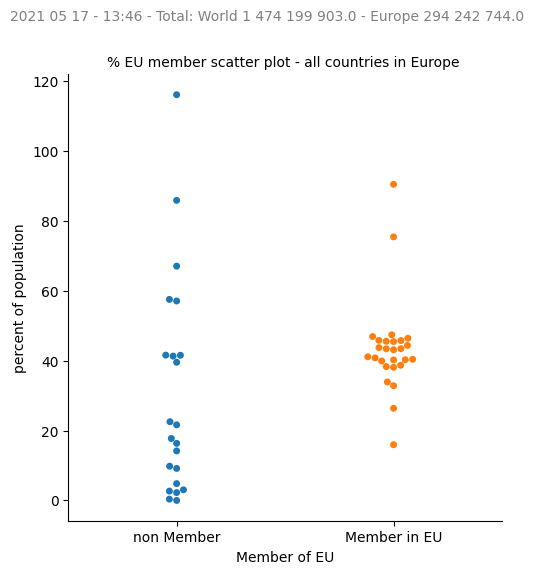 2021 05 17 - 13:46 - Total: World 1 474 199 903.0 - Europe 294 242 744.0
% EU member scatter plot - all countries in Europe
120
100
80
60
40
20
0
percent of population
non Member
Member in EU
Member of EU